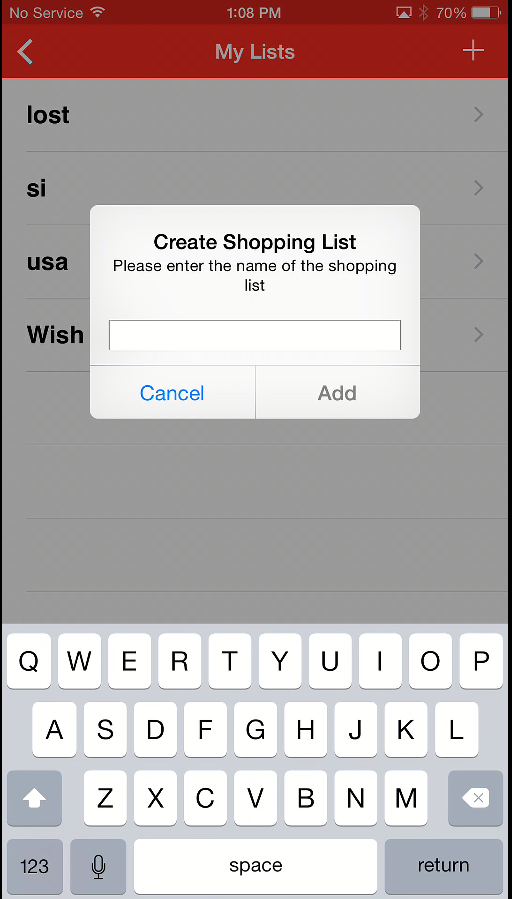 No Service 1:08 PM 70%
My Lists
lost
si
usa
Wish
Create Shopping List
Please enter the name of the shopping
list
Cancel Add
Q W E R T Y U I O P
A S D F G H J K L
Z X C V B N M
123 space return